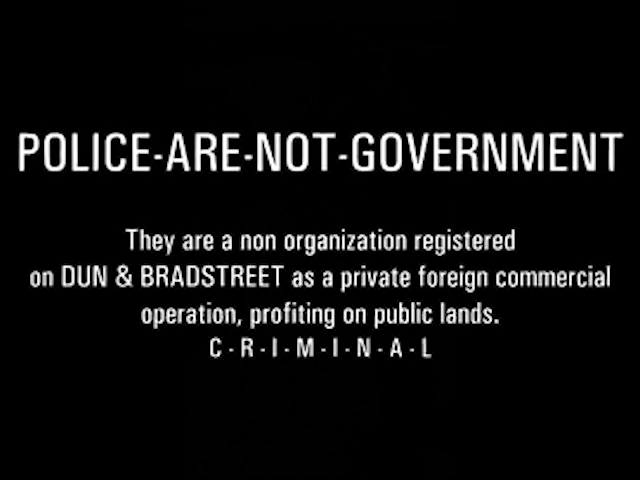 POLICE-ARE-NOT-GOVERNMENT
They are a non organization registered
on DUN & BRADSTREET as a private foreign commercial
operation, profiting on public lands.
C-R-I-M-I-N-A-L